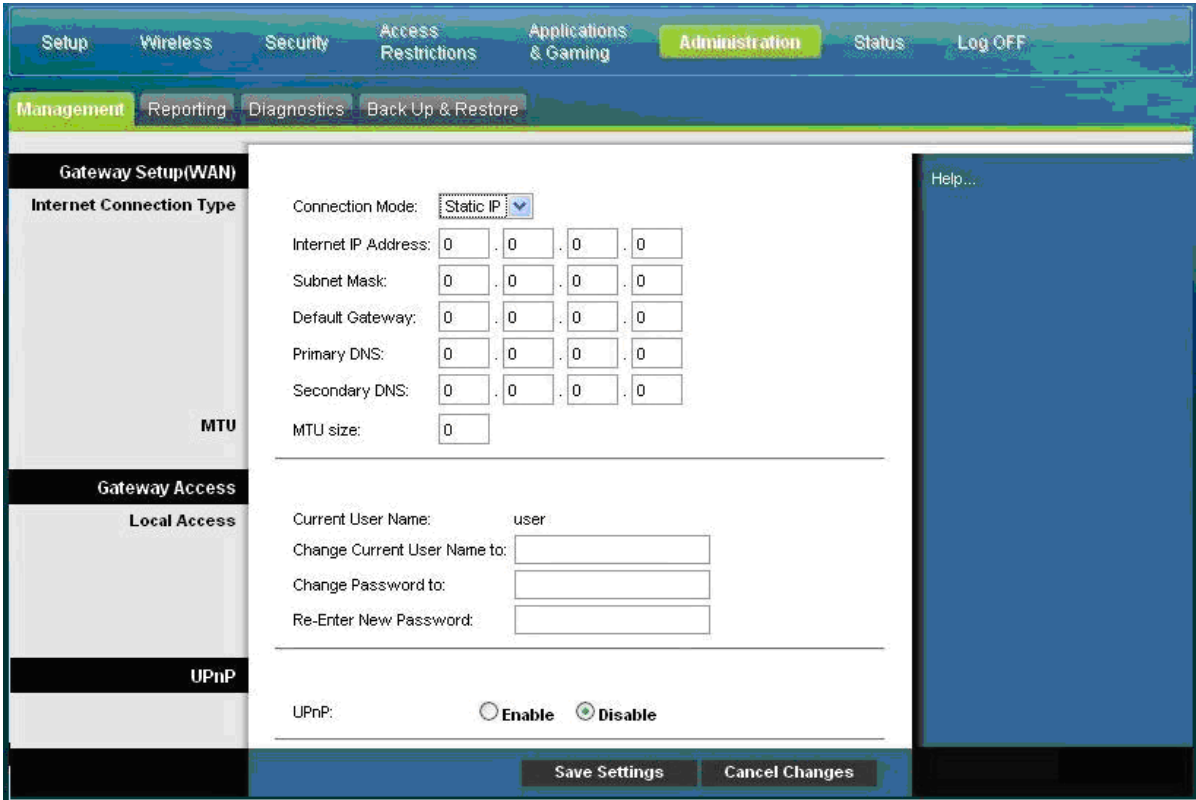 Setup Wireless Security Access Restrictions Applications & Gaming Administration Status Log OFF
Management Reporting Diagnostics Back Up & Restore
Gateway Setup(WAN)
Help...
Internet Connection Type
Connection Mode: Static IP
Internet IP Address: 0 . 0 . 0 . 0
Subnet Mask: 0 . 0 . 0 . 0
Default Gateway: 0 . 0 . 0 . 0
Primary DNS: 0 . 0 . 0 . 0
Secondary DNS: 0 . 0 . 0 . 0
MTU
MTU size: 0
Gateway Access
Local Access
Current User Name: user
Change Current User Name to:
Change Password to:
Re-Enter New Password:
UPnP
UPnP: Enable Disable
Save Settings Cancel Changes